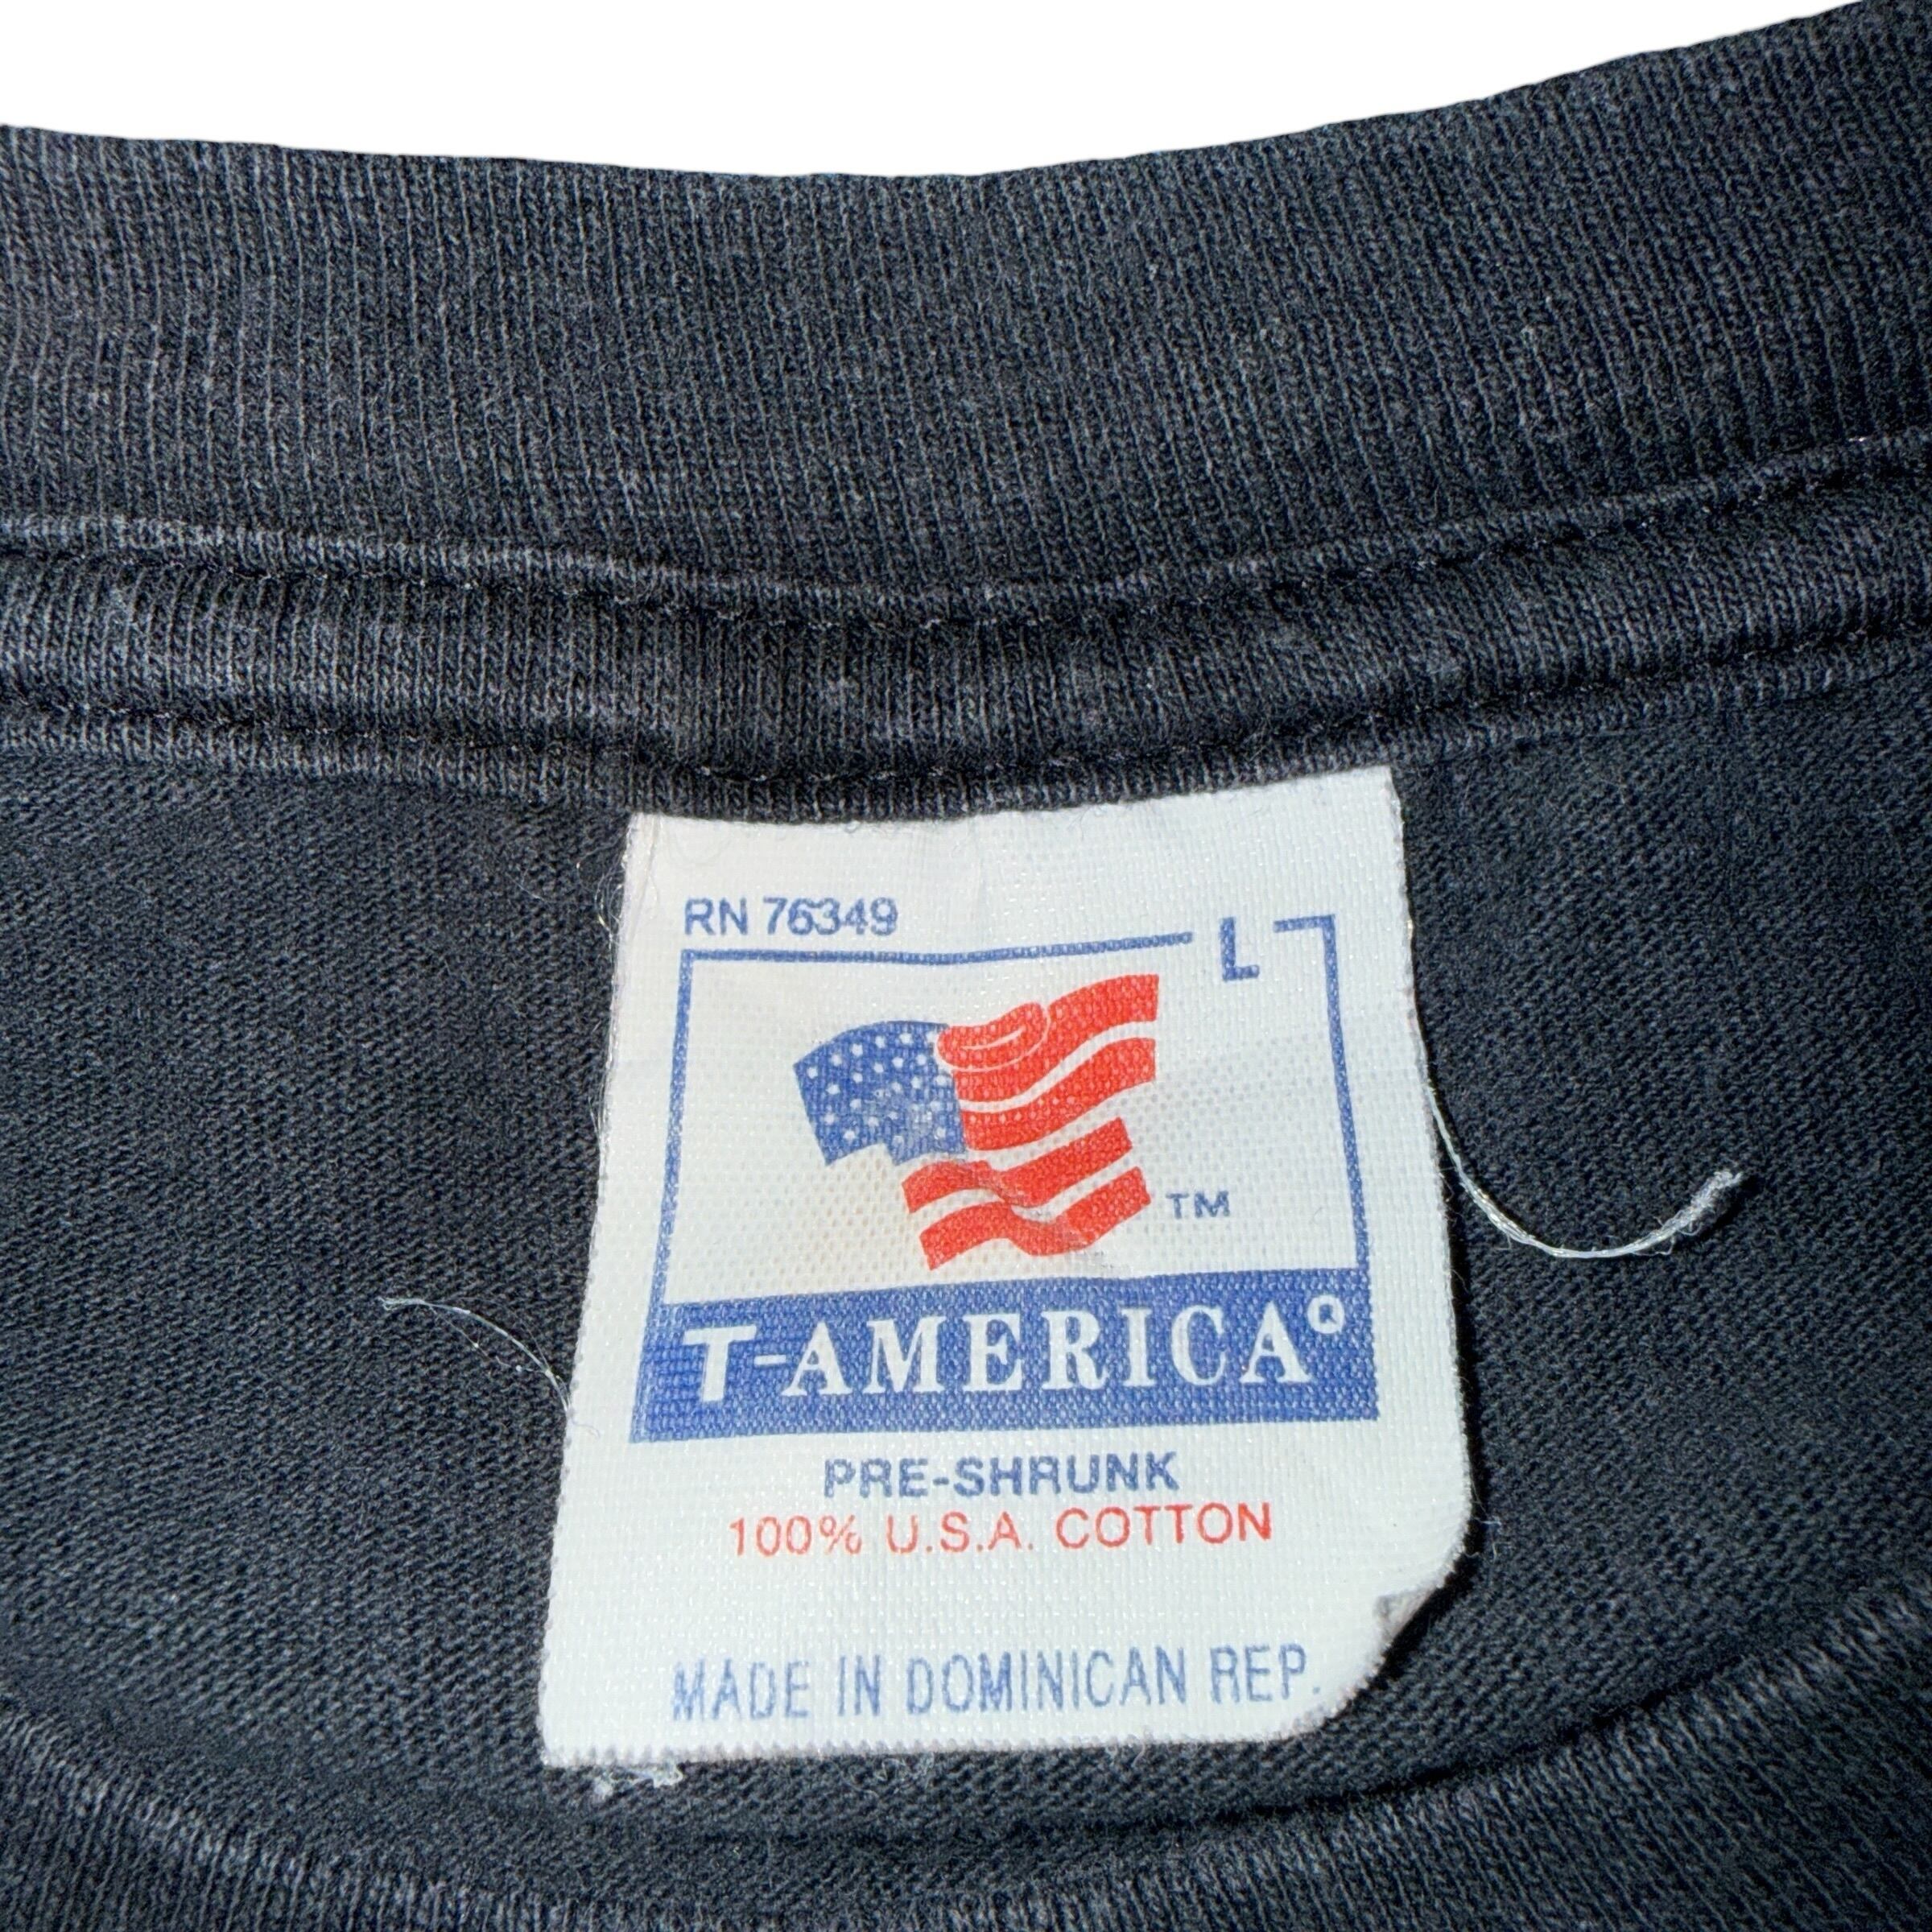 RN 76349
L
TM
T-AMERICA®
PRE-SHRUNK
100% U.S.A. COTTON
MADE IN DOMINICAN REP.